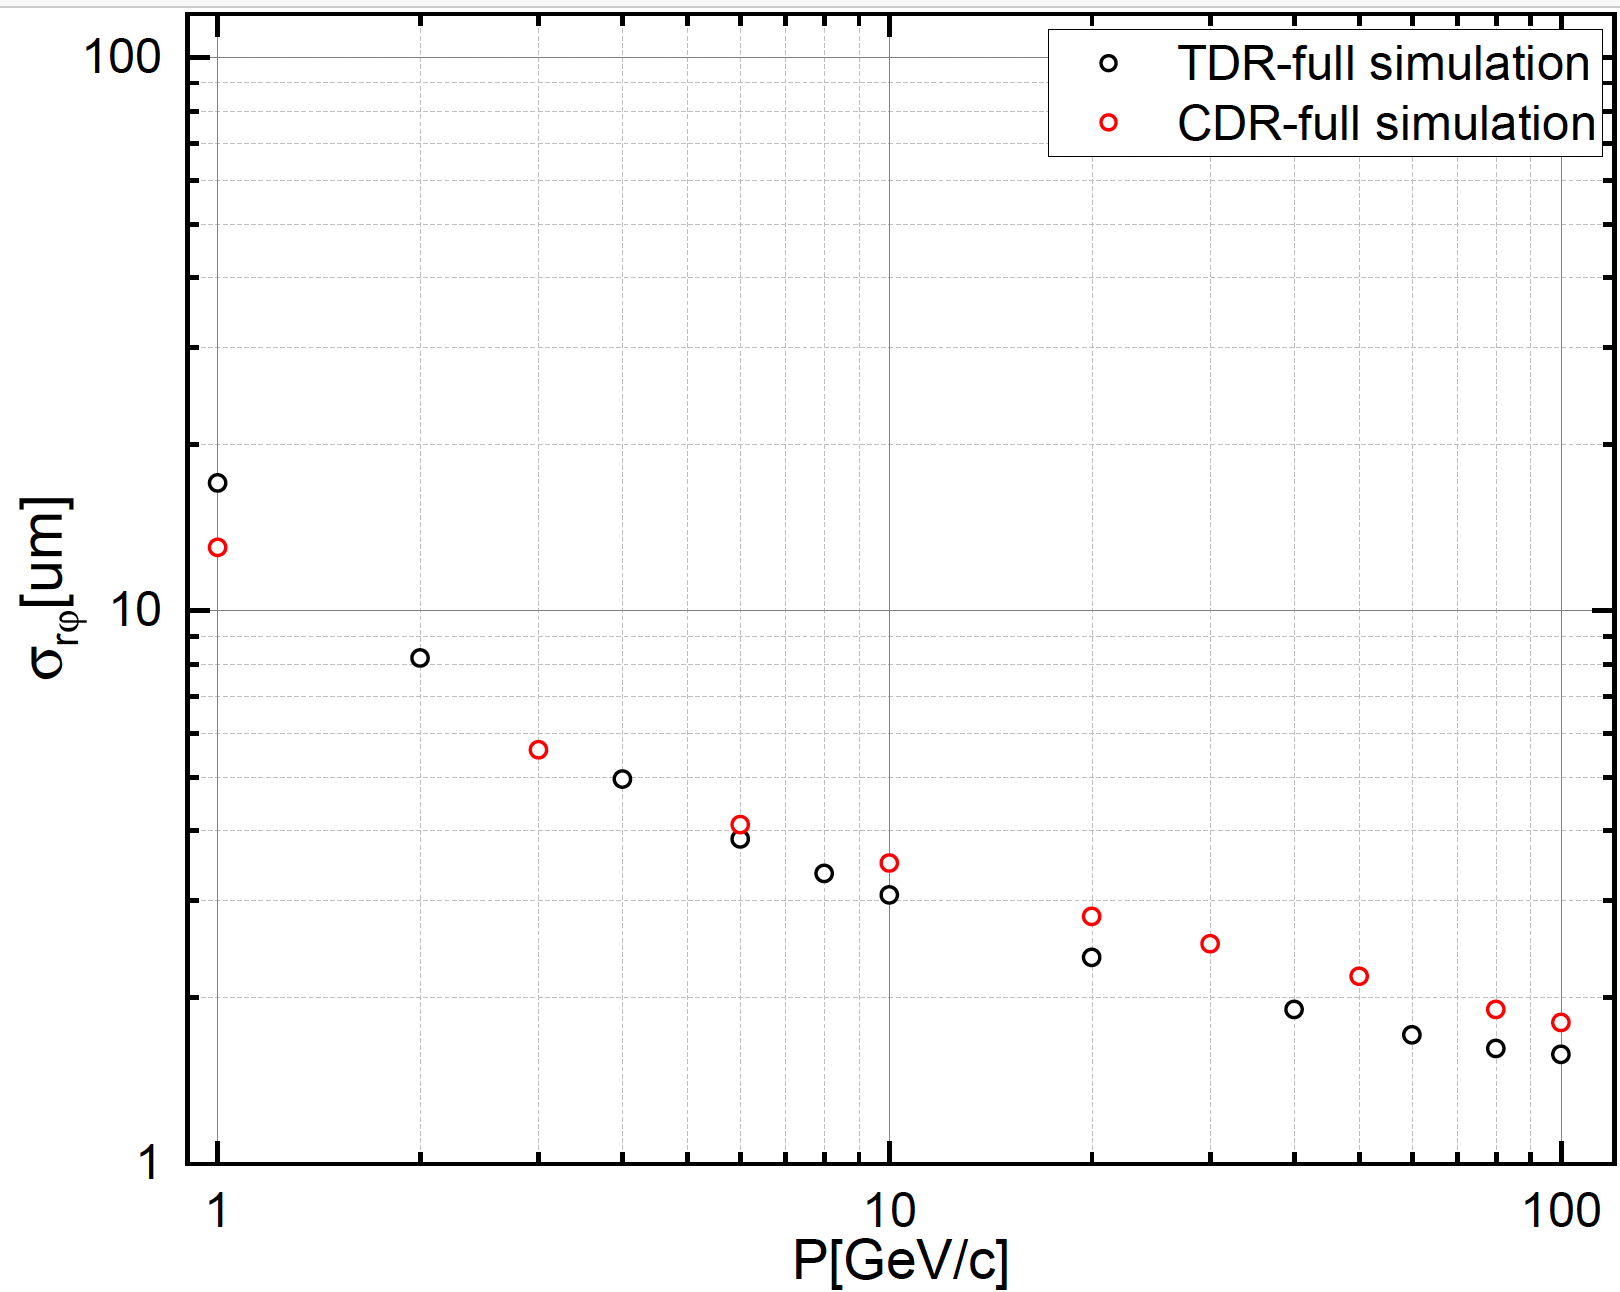 TDR-full simulation
CDR-full simulation
100
10
1
σrφ[um]
1
10
100
P[GeV/c]